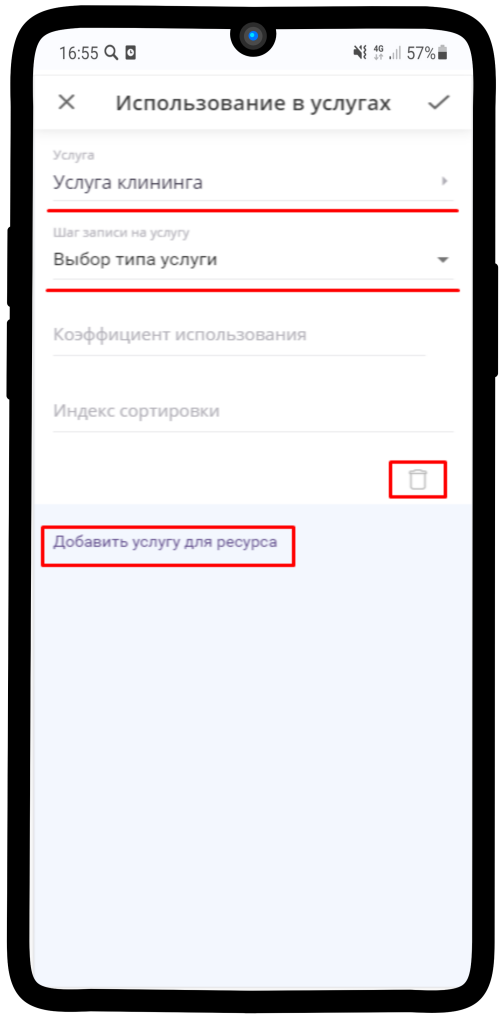 16:55 4G 57%
Использование в услугах
Услуга
Услуга клининга
Шаг записи на услугу
Выбор типа услуги
Коэффициент использования
Индекс сортировки
Добавить услугу для ресурса